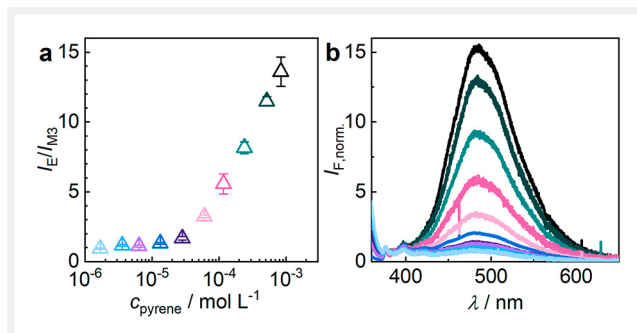 a
15
10
5
0
I_E/I_M3
10⁻⁶ 10⁻⁵ 10⁻⁴ 10⁻³
c_pyrene / mol L⁻¹
b
15
10
5
0
I_F,norm.
400 500 600
λ / nm